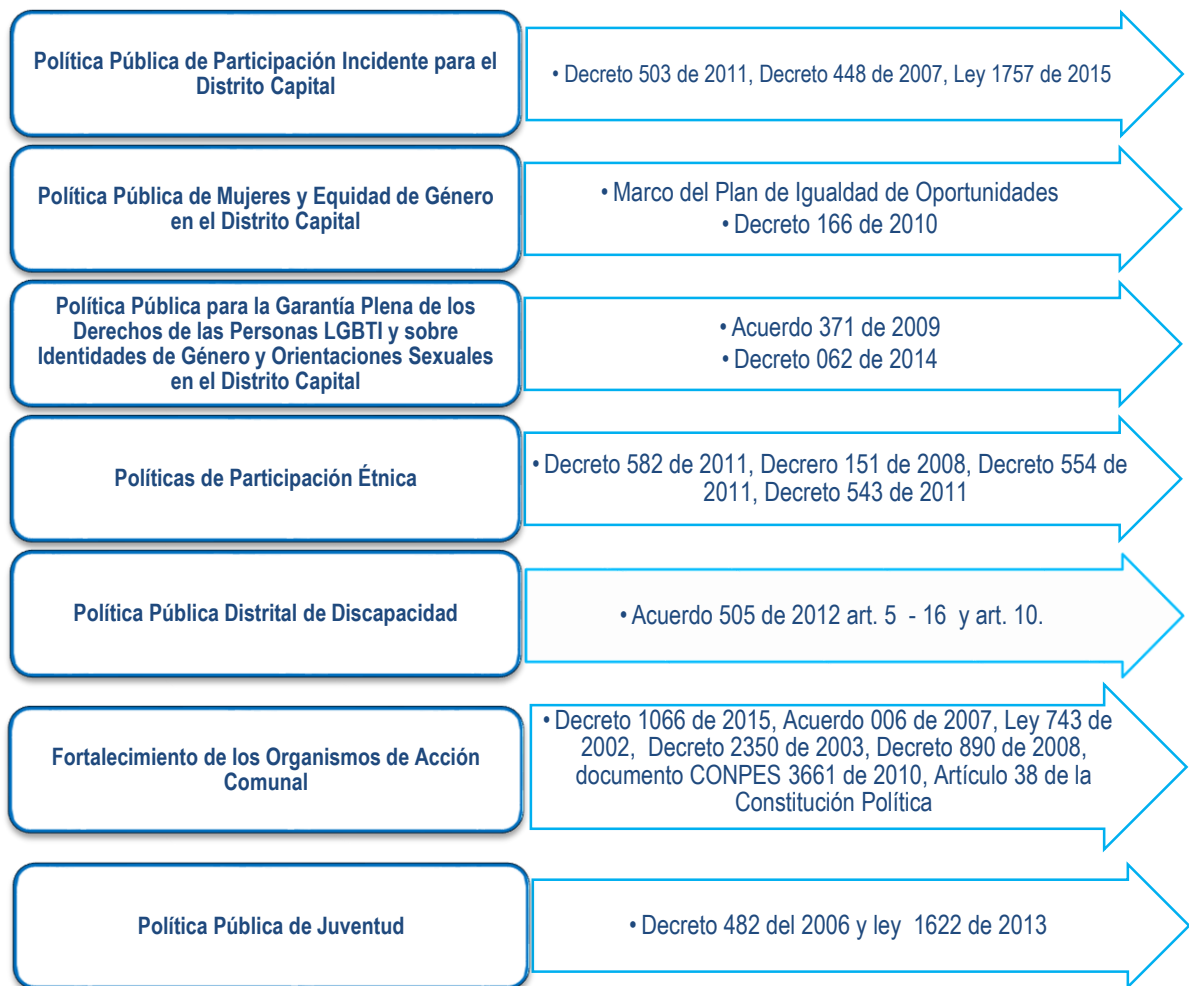 Política Pública de Participación Incidente para el
Distrito Capital
• Decreto 503 de 2011, Decreto 448 de 2007, Ley 1757 de 2015
Política Pública de Mujeres y Equidad de Género
en el Distrito Capital
• Marco del Plan de Igualdad de Oportunidades
• Decreto 166 de 2010
Política Pública para la Garantía Plena de los
Derechos de las Personas LGBTI y sobre
Identidades de Género y Orientaciones Sexuales
en el Distrito Capital
• Acuerdo 371 de 2009
• Decreto 062 de 2014
Políticas de Participación Étnica
• Decreto 582 de 2011, Decrero 151 de 2008, Decreto 554 de
2011, Decreto 543 de 2011
Política Pública Distrital de Discapacidad
• Acuerdo 505 de 2012 art. 5 - 16 y art. 10.
Fortalecimiento de los Organismos de Acción
Comunal
• Decreto 1066 de 2015, Acuerdo 006 de 2007, Ley 743 de
2002, Decreto 2350 de 2003, Decreto 890 de 2008,
documento CONPES 3661 de 2010, Artículo 38 de la
Constitución Política
Política Pública de Juventud
• Decreto 482 del 2006 y ley 1622 de 2013